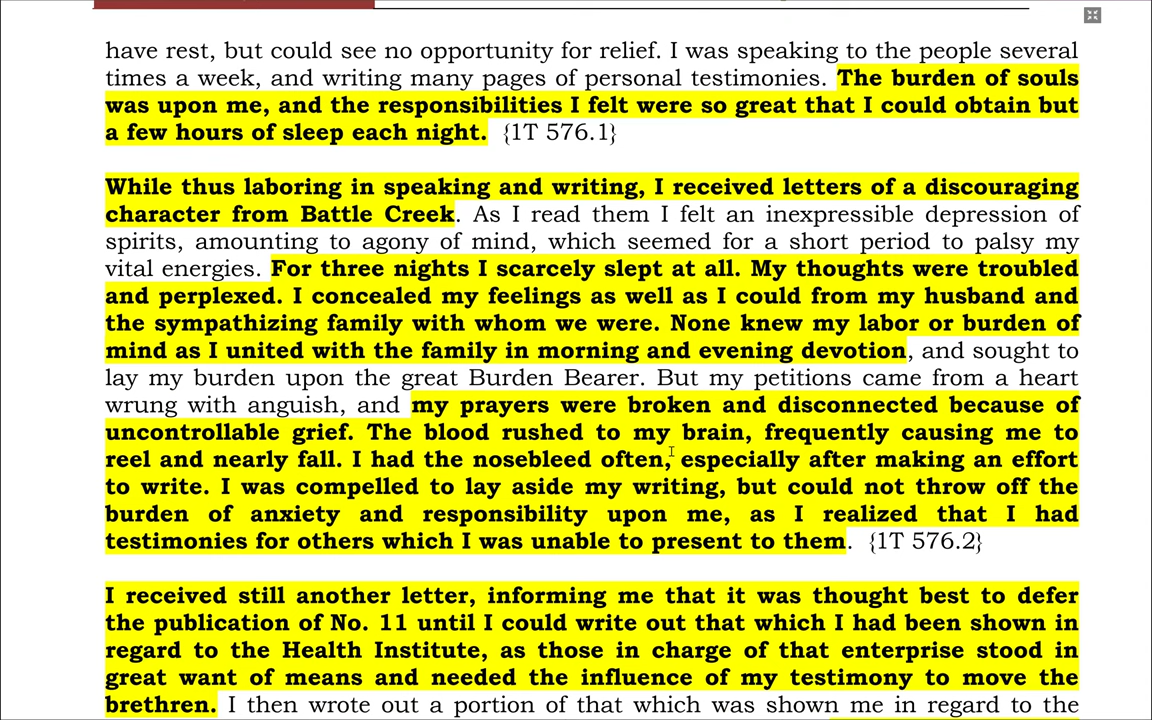 have rest, but could see no opportunity for relief. I was speaking to the people several
times a week, and writing many pages of personal testimonies. The burden of souls
was upon me, and the responsibilities I felt were so great that I could obtain but
a few hours of sleep each night. {1T 576.1}
While thus laboring in speaking and writing, I received letters of a discouraging
character from Battle Creek. As I read them I felt an inexpressible depression of
spirits, amounting to agony of mind, which seemed for a short period to palsy my
vital energies. For three nights I scarcely slept at all. My thoughts were troubled
and perplexed. I concealed my feelings as well as I could from my husband and
the sympathizing family with whom we were. None knew my labor or burden of
mind as I united with the family in morning and evening devotion, and sought to
lay my burden upon the great Burden Bearer. But my petitions came from a heart
wrung with anguish, and my prayers were broken and disconnected because of
uncontrollable grief. The blood rushed to my brain, frequently causing me to
reel and nearly fall. I had the nosebleed often, especially after making an effort
to write. I was compelled to lay aside my writing, but could not throw off the
burden of anxiety and responsibility upon me, as I realized that I had
testimonies for others which I was unable to present to them. {1T 576.2}
I received still another letter, informing me that it was thought best to defer
the publication of No. 11 until I could write out that which I had been shown in
regard to the Health Institute, as those in charge of that enterprise stood in
great want of means and needed the influence of my testimony to move the
brethren. I then wrote out a portion of that which was shown me in regard to the